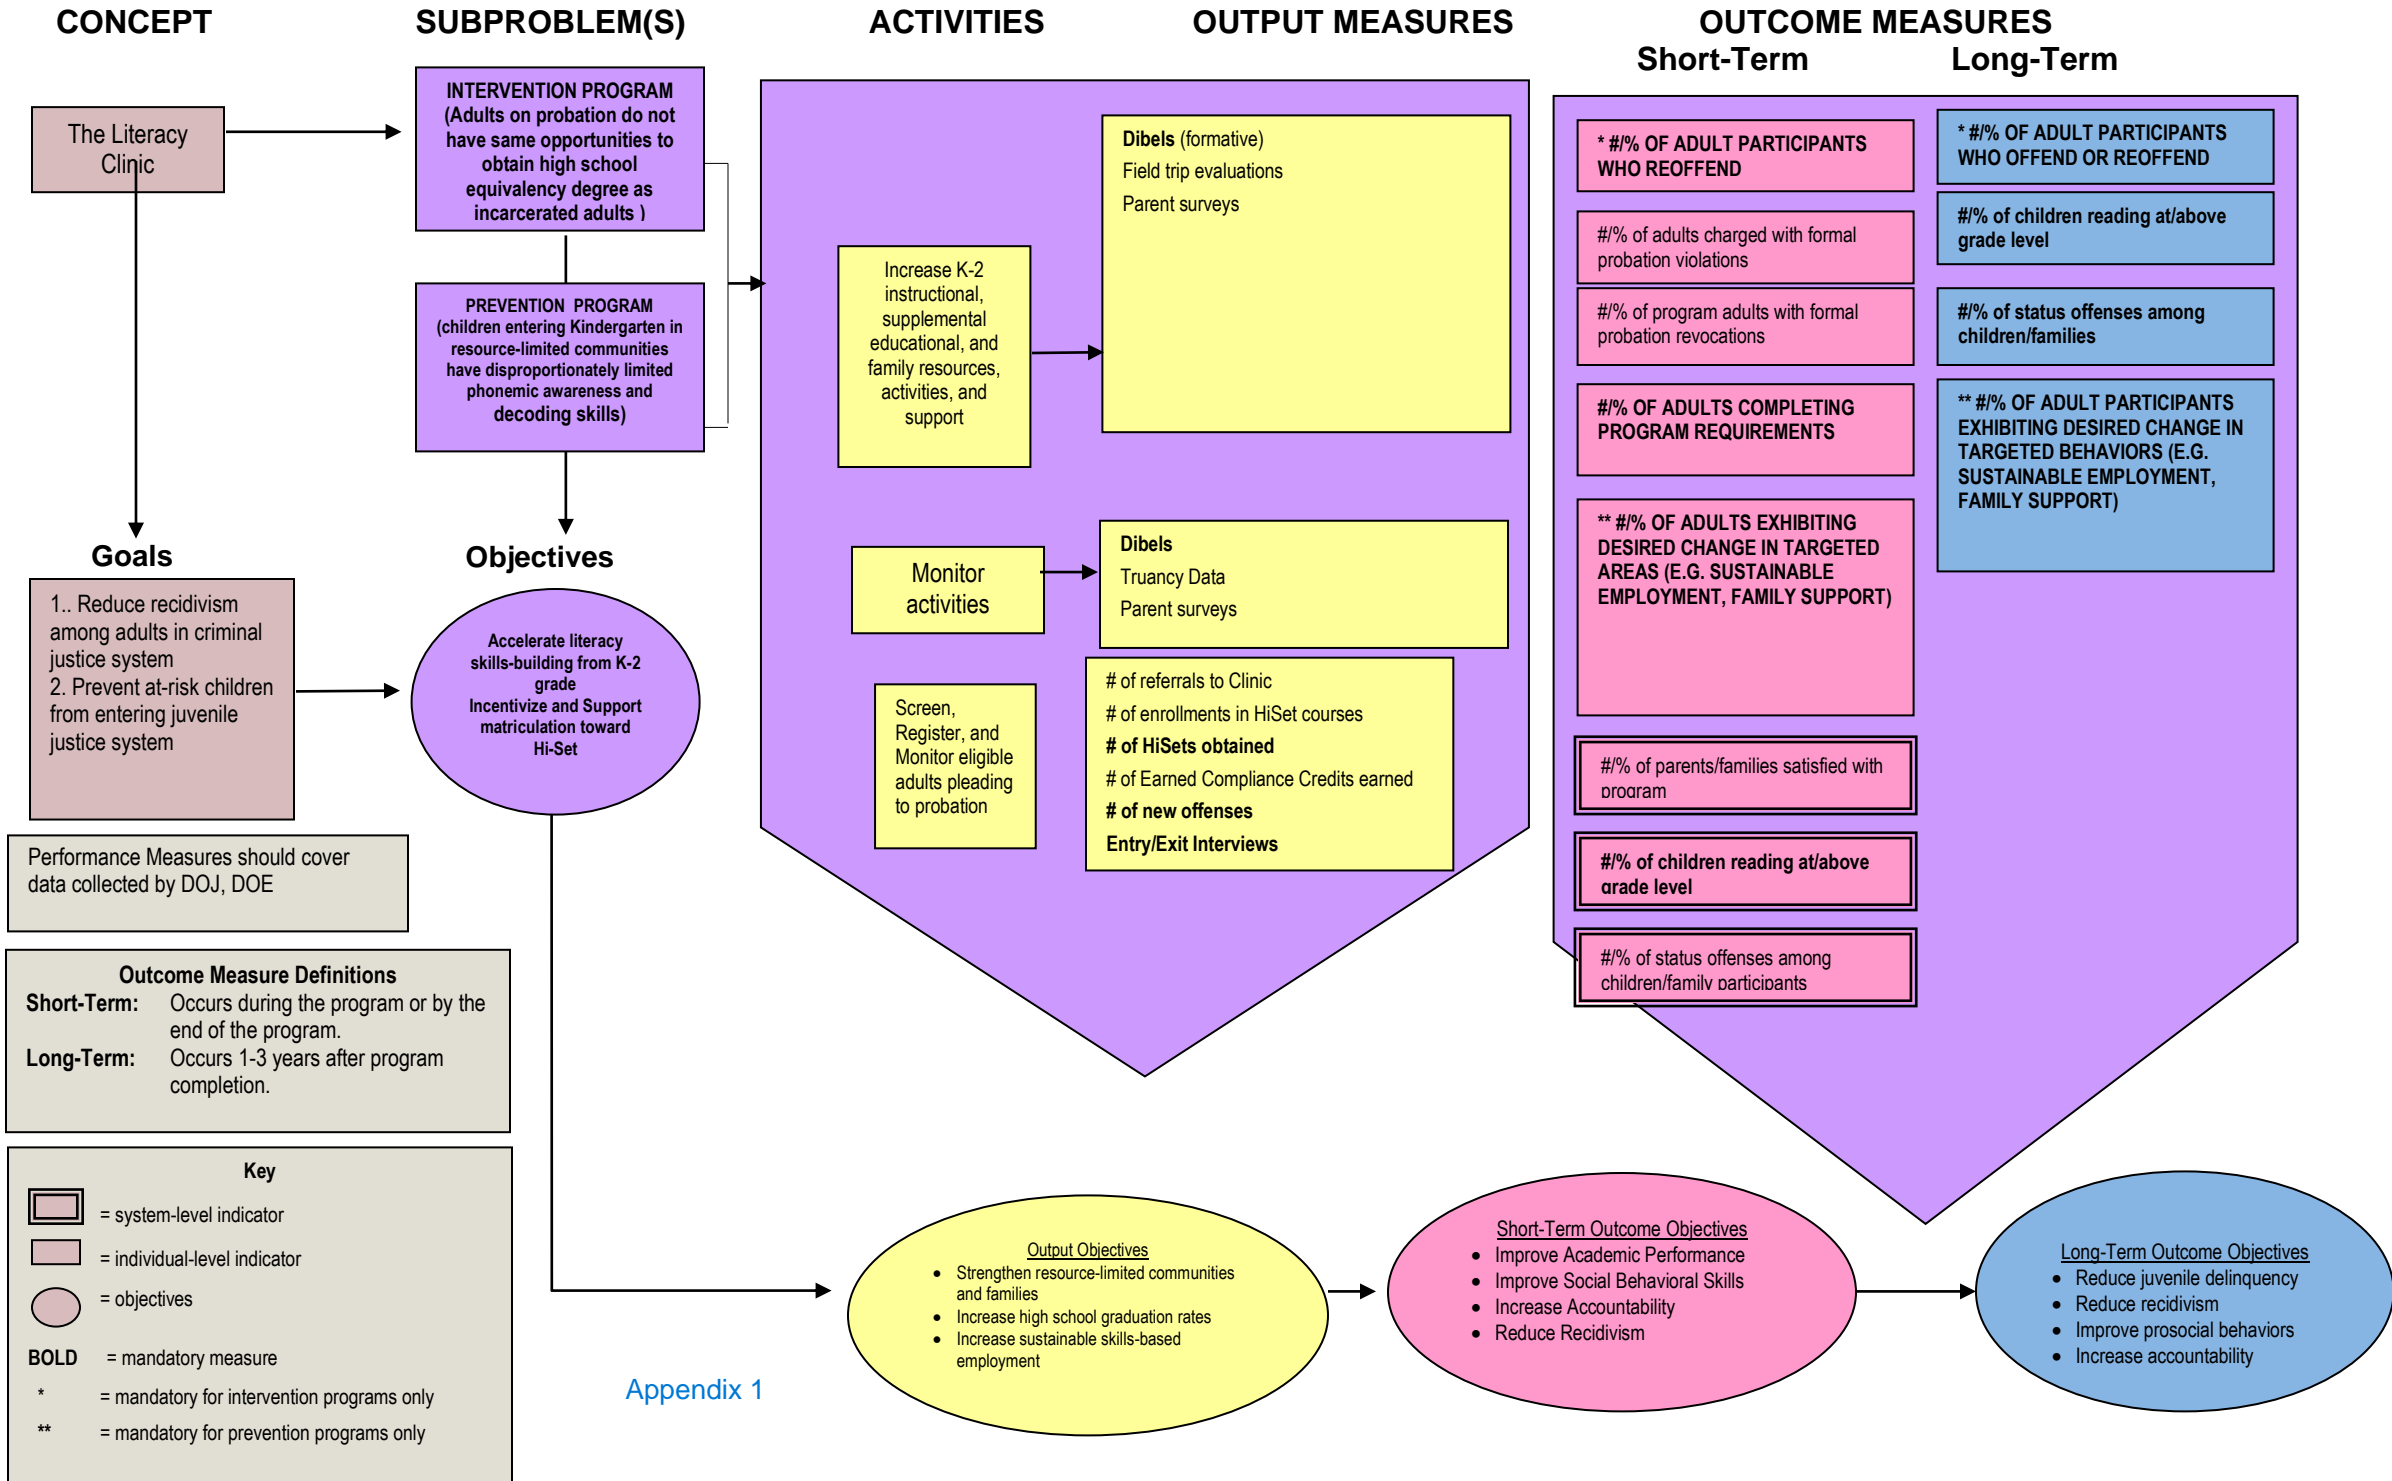 CONCEPT
SUBPROBLEM(S)
ACTIVITIES
OUTPUT MEASURES
OUTCOME MEASURES
Short-Term
Long-Term
The Literacy
Clinic
INTERVENTION PROGRAM
(Adults on probation do not
have same opportunities to
obtain high school
equivalency degree as
incarcerated adults )
PREVENTION PROGRAM
(children entering Kindergarten in
resource-limited communities
have disproportionately limited
phonemic awareness and
decoding skills)
Goals
1.. Reduce recidivism
among adults in criminal
justice system
2. Prevent at-risk children
from entering juvenile
justice system
Objectives
Accelerate literacy
skills-building from K-2
grade
Incentivize and Support
matriculation toward
Hi-Set
Increase K-2
instructional,
supplemental
educational, and
family resources,
activities, and
support
Dibels (formative)
Field trip evaluations
Parent surveys
Monitor
activities
Dibels
Truancy Data
Parent surveys
Screen,
Register, and
Monitor eligible
adults pleading
to probation
# of referrals to Clinic
# of enrollments in HiSet courses
# of HiSets obtained
# of Earned Compliance Credits earned
# of new offenses
Entry/Exit Interviews
* #/% OF ADULT PARTICIPANTS
WHO REOFFEND
#/% of adults charged with formal
probation violations
#/% of program adults with formal
probation revocations
#/% OF ADULTS COMPLETING
PROGRAM REQUIREMENTS
** #/% OF ADULTS EXHIBITING
DESIRED CHANGE IN TARGETED
AREAS (E.G. SUSTAINABLE
EMPLOYMENT, FAMILY SUPPORT)
#/% of parents/families satisfied with
program
#/% of children reading at/above
grade level
#/% of status offenses among
children/family participants
* #/% OF ADULT PARTICIPANTS
WHO OFFEND OR REOFFEND
#/% of children reading at/above
grade level
#/% of status offenses among
children/families
** #/% OF ADULT PARTICIPANTS
EXHIBITING DESIRED CHANGE IN
TARGETED BEHAVIORS (E.G.
SUSTAINABLE EMPLOYMENT,
FAMILY SUPPORT)
Performance Measures should cover
data collected by DOJ, DOE
Outcome Measure Definitions
Short-Term: Occurs during the program or by the
end of the program.
Long-Term: Occurs 1-3 years after program
completion.
Key
= system-level indicator
= individual-level indicator
= objectives
BOLD = mandatory measure
* = mandatory for intervention programs only
** = mandatory for prevention programs only
Appendix 1
Output Objectives
• Strengthen resource-limited communities
and families
• Increase high school graduation rates
• Increase sustainable skills-based
employment
Short-Term Outcome Objectives
• Improve Academic Performance
• Improve Social Behavioral Skills
• Increase Accountability
• Reduce Recidivism
Long-Term Outcome Objectives
• Reduce juvenile delinquency
• Reduce recidivism
• Improve prosocial behaviors
• Increase accountability